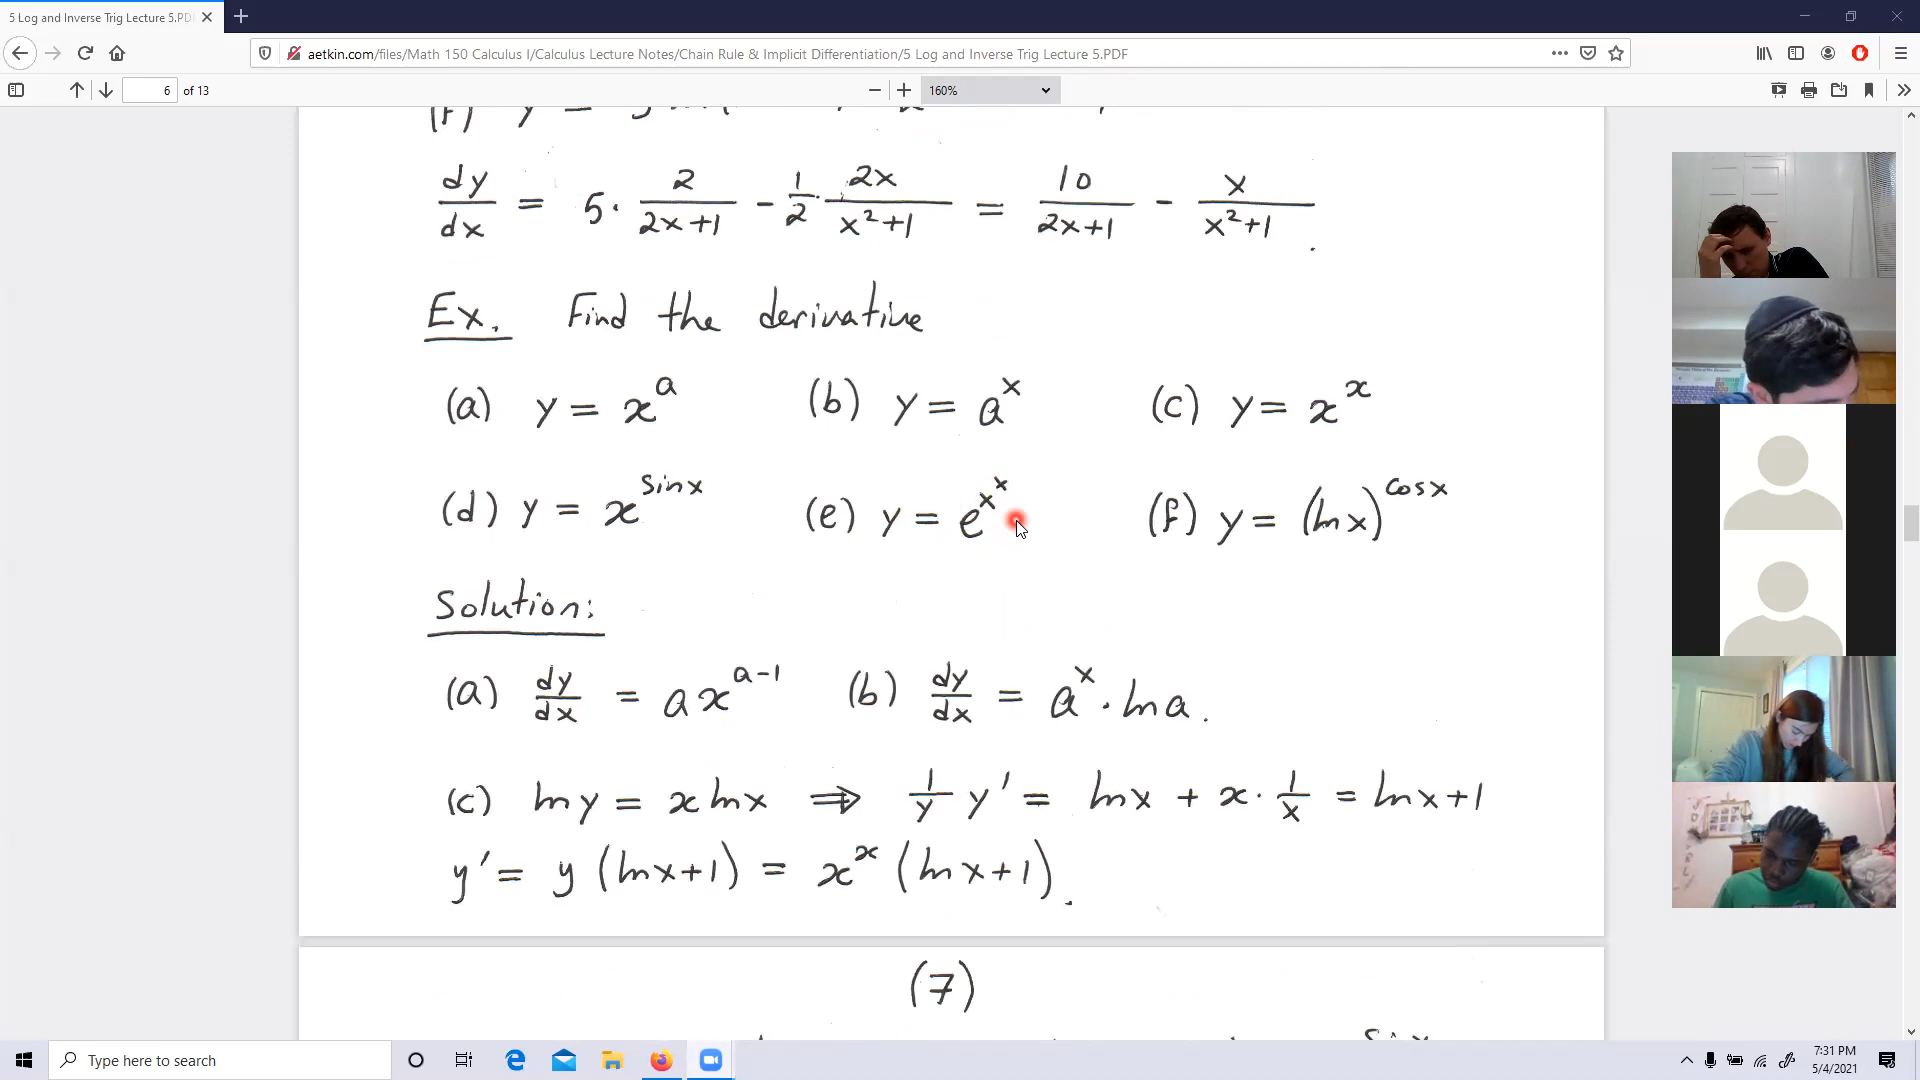 5 Log and Inverse Trig Lecture 5.PDF
aetkin.com/files/Math 150 Calculus I/Calculus Lecture Notes/Chain Rule & Implicit Differentiation/5 Log and Inverse Trig Lecture 5.PDF
6 of 13
160%
dy/dx = 5 · 2/(2x+1) - 1/2 · 2x/(x²+1) = 10/(2x+1) - x/(x²+1) .
Ex. Find the derivative
(a) y = x^a (b) y = a^x (c) y = x^x
(d) y = x^sinx (e) y = e^x^x (f) y = (ln x)^cosx
Solution:
(a) dy/dx = a x^(a-1) (b) dy/dx = a^x · ln a .
(c) ln y = x ln x ⇒ 1/y y' = ln x + x · 1/x = ln x + 1
y' = y (ln x + 1) = x^x (ln x + 1) .
(7)
Type here to search
7:31 PM
5/4/2021